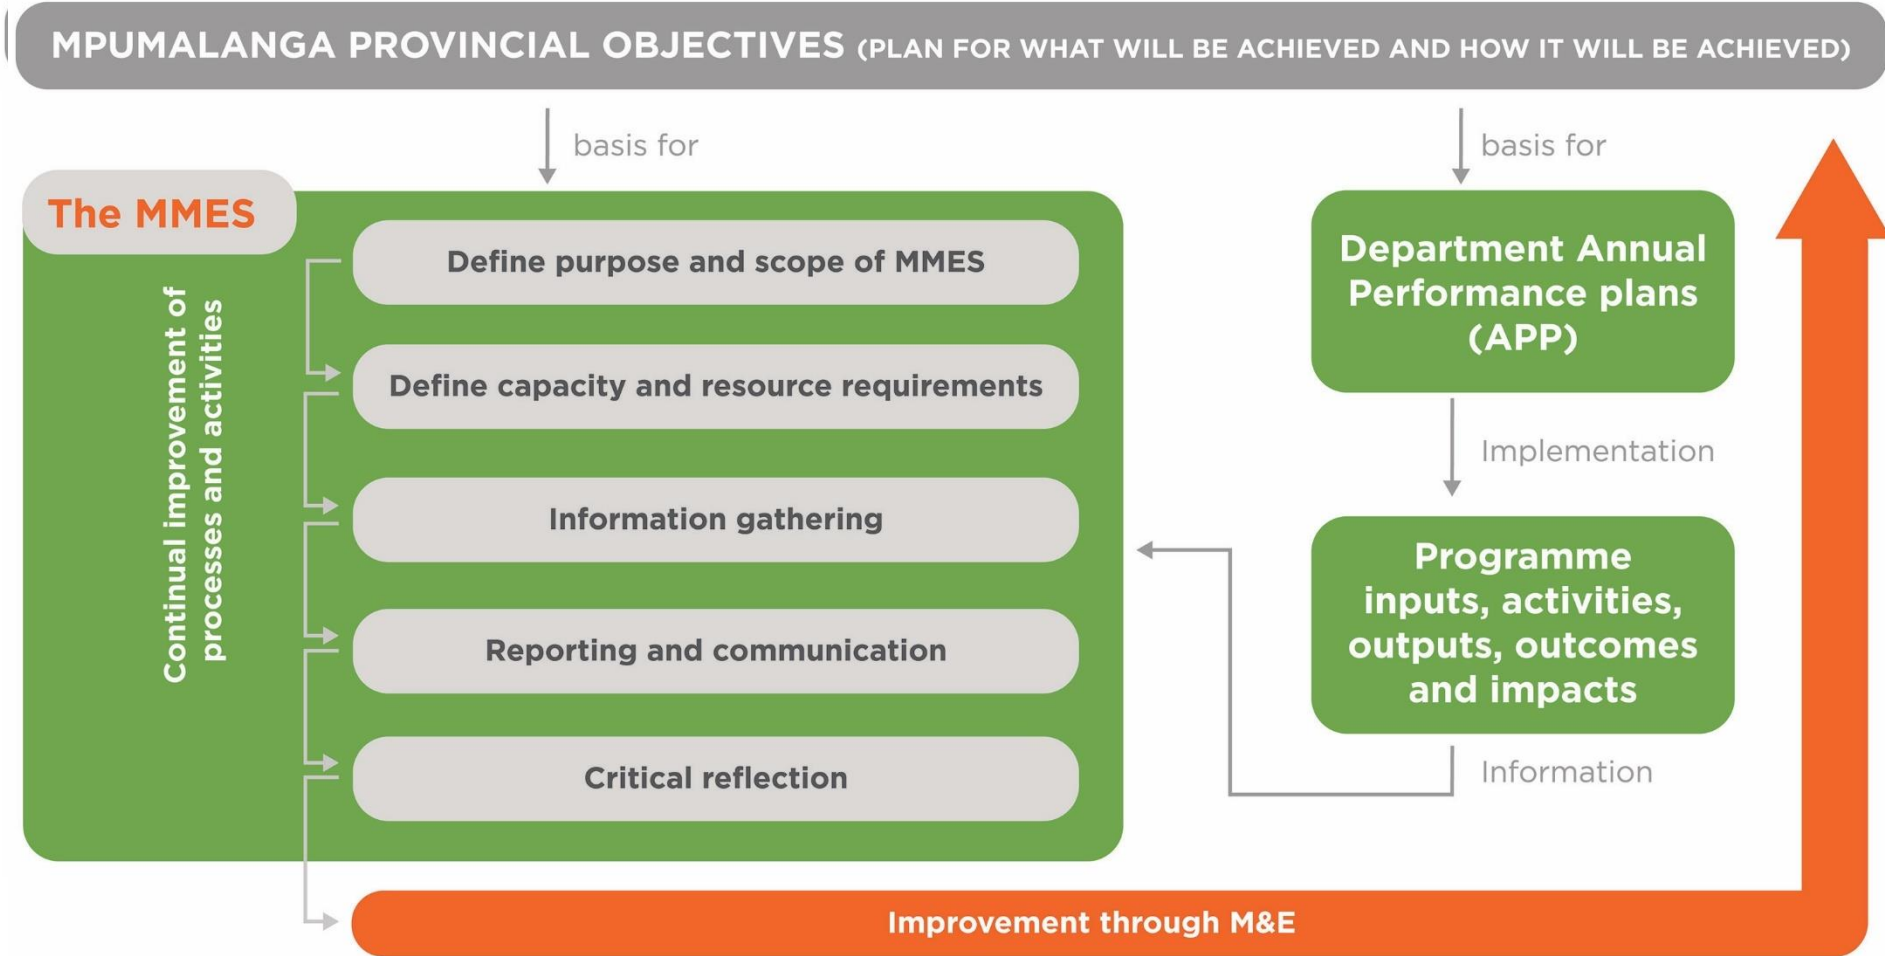 MPUMALANGA PROVINCIAL OBJECTIVES (PLAN FOR WHAT WILL BE ACHIEVED AND HOW IT WILL BE ACHIEVED)
basis for
basis for
The MMES
Continual improvement of
processes and activities
Define purpose and scope of MMES
Define capacity and resource requirements
Information gathering
Reporting and communication
Critical reflection
Department Annual
Performance plans
(APP)
Implementation
Programme
inputs, activities,
outputs, outcomes
and impacts
Information
Improvement through M&E